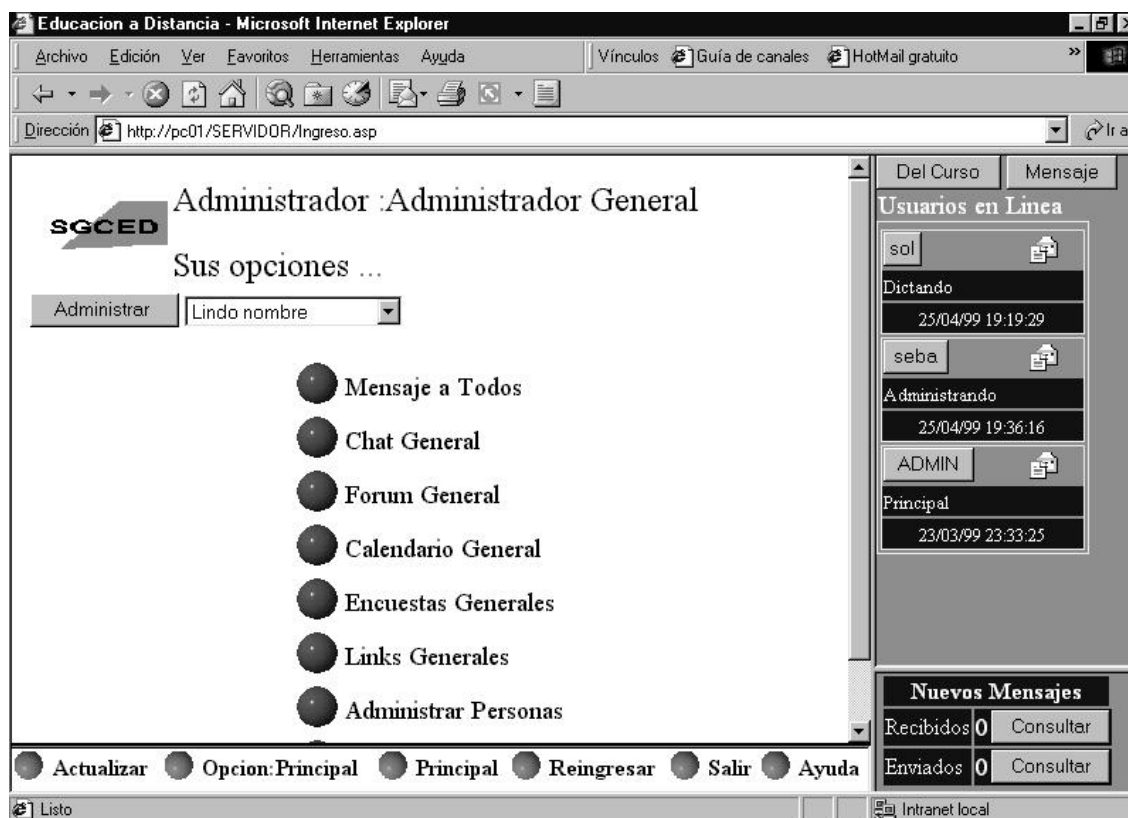 Educacion a Distancia - Microsoft Internet Explorer
Archivo Edición Ver Favoritos Herramientas Ayuda Vínculos Guía de canales HotMail gratuito »
Dirección http://pc01/SERVIDOR/Ingreso.asp Ir a
SGCED
Administrador :Administrador General
Sus opciones ...
Administrar Lindo nombre
Mensaje a Todos
Chat General
Forum General
Calendario General
Encuestas Generales
Links Generales
Administrar Personas
Del Curso Mensaje
Usuarios en Linea
sol
Dictando
25/04/99 19:19:29
seba
Administrando
25/04/99 19:36:16
ADMIN
Principal
23/03/99 23:33:25
Nuevos Mensajes
Recibidos 0 Consultar
Enviados 0 Consultar
Actualizar Opcion:Principal Principal Reingresar Salir Ayuda
Listo Intranet local